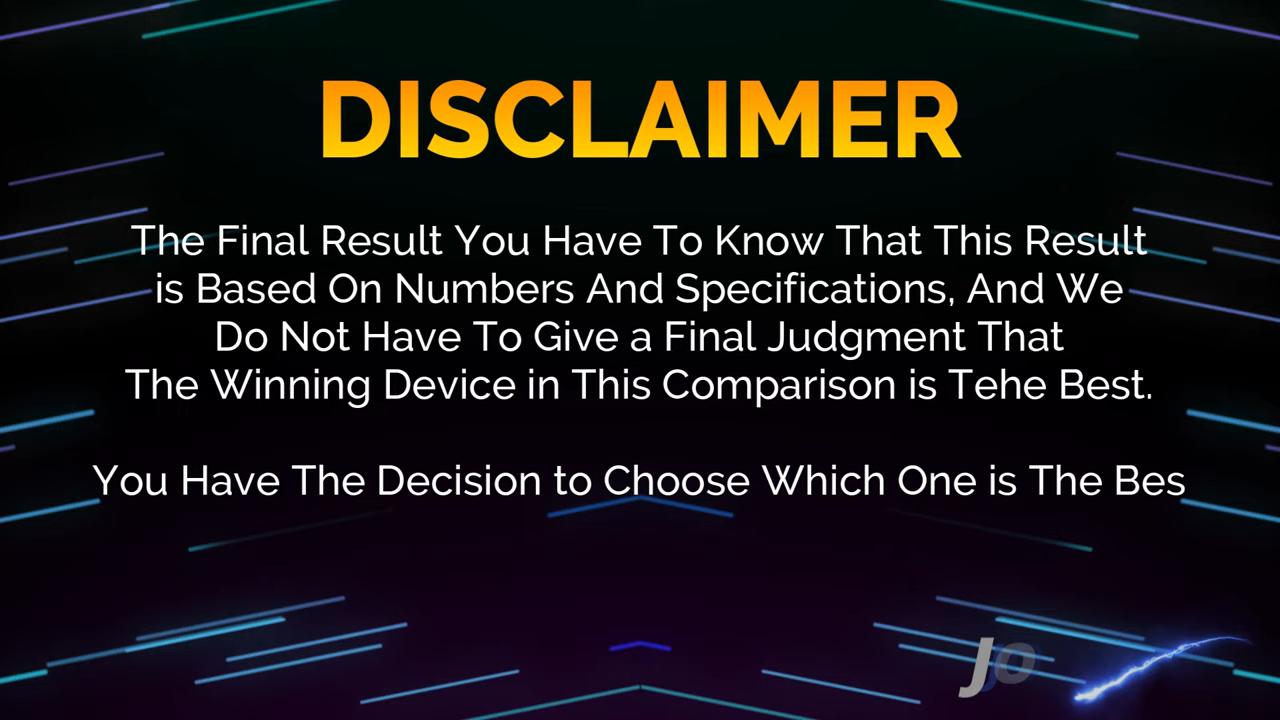 DISCLAIMER
The Final Result You Have To Know That This Result
is Based On Numbers And Specifications, And We
Do Not Have To Give a Final Judgment That
The Winning Device in This Comparison is Tehe Best.
You Have The Decision to Choose Which One is The Bes
Jo